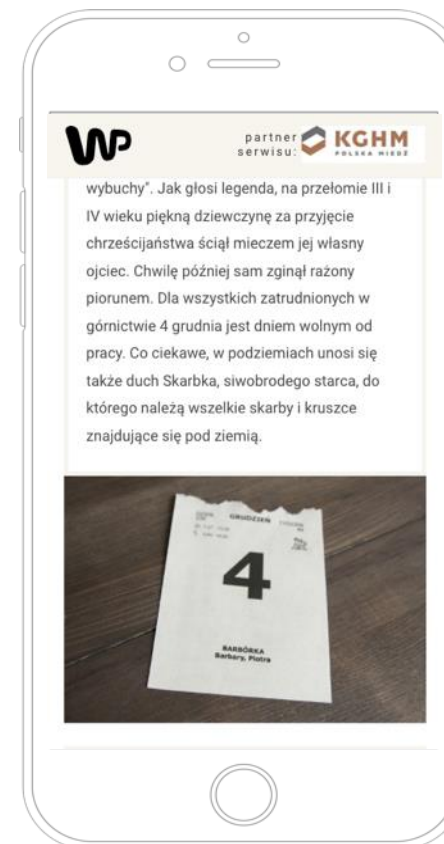 WP
partner
serwisu:
KGHM
POLSKA MIEDŹ
wybuchy". Jak głosi legenda, na przełomie III i
IV wieku piękną dziewczynę za przyjęcie
chrześcijaństwa ściął mieczem jej własny
ojciec. Chwilę później sam zginął rażony
piorunem. Dla wszystkich zatrudnionych w
górnictwie 4 grudnia jest dniem wolnym od
pracy. Co ciekawe, w podziemiach unosi się
także duch Skarbka, siwobrodego starca, do
którego należą wszelkie skarby i kruszce
znajdujące się pod ziemią.
GRUDZIEŃ
4
BARBÓRKA
Barbary, Piotra